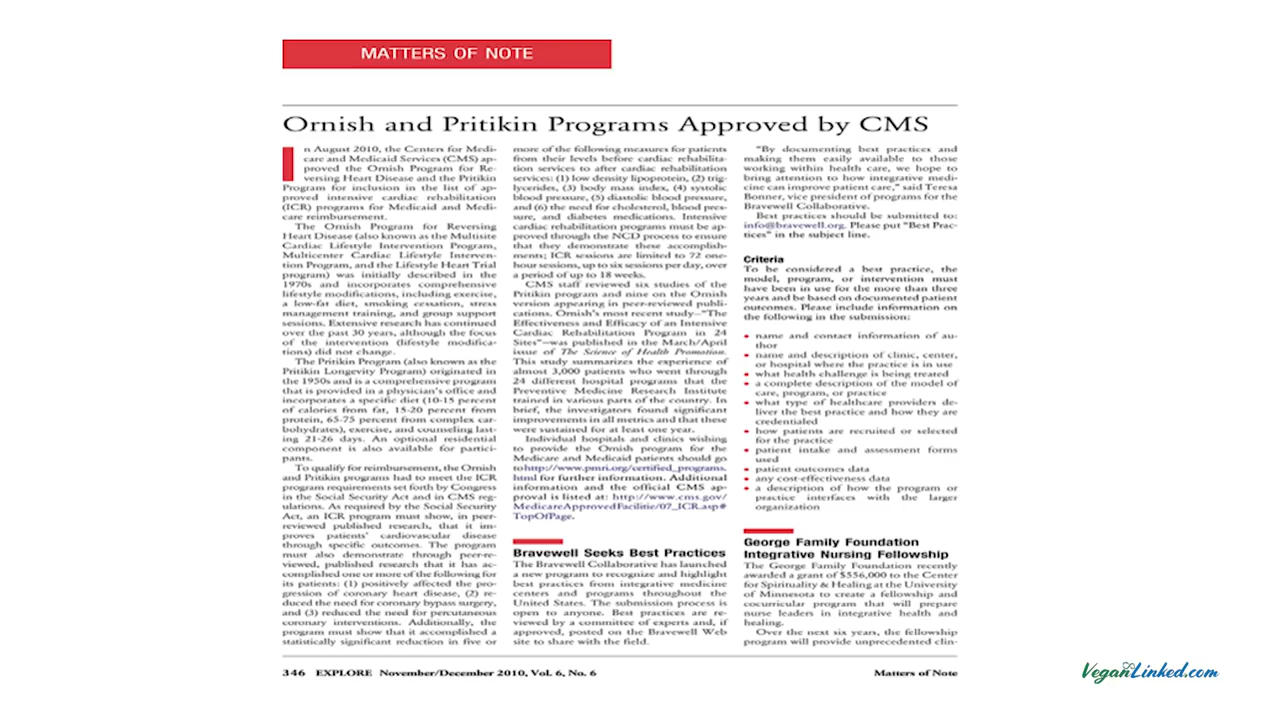 MATTERS OF NOTE
Ornish and Pritikin Programs Approved by CMS
In August 2010, the Centers for Medi-
care and Medicaid Services (CMS) ap-
proved the Ornish Program for Re-
versing Heart Disease and the Pritikin
Program for inclusion in the list of ap-
proved intensive cardiac rehabilitation
(ICR) programs for Medicaid and Medi-
care reimbursement.
The Ornish Program for Reversing
Heart Disease (also known as the Multisite
Cardiac Lifestyle Intervention Program,
Multicenter Cardiac Lifestyle Interven-
tion Program, and the Lifestyle Heart Trial
program) was initially described in the
1970s and incorporates comprehensive
lifestyle modifications, including exercise,
a low-fat diet, smoking cessation, stress
management training, and group support
sessions. Extensive research has continued
over the past 30 years, although the focus
of the intervention (lifestyle modifica-
tions) did not change.
The Pritikin Program (also known as the
Pritikin Longevity Program) originated in
the 1950s and is a comprehensive program
that is provided in a physician's office and
incorporates a specific diet (10-15 percent
of calories from fat, 15-20 percent from
protein, 65-75 percent from complex car-
bohydrates), exercise, and counseling last-
ing 21-26 days. An optional residential
component is also available for partici-
pants.
To qualify for reimbursement, the Ornish
and Pritikin programs had to meet the ICR
program requirements set forth by Congress
in the Social Security Act and in CMS reg-
ulations. As required by the Social Security
Act, an ICR program must show, in peer-
reviewed published research, that it im-
proves patients' cardiovascular disease
through specific outcomes. The program
must also demonstrate through peer-re-
viewed, published research that it has ac-
complished one or more of the following for
its patients: (1) positively affected the pro-
gression of coronary heart disease, (2) re-
duced the need for coronary bypass surgery,
and (3) reduced the need for percutaneous
coronary interventions. Additionally, the
program must show that it accomplished a
statistically significant reduction in five or
more of the following measures for patients
from their levels before cardiac rehabilita-
tion services to after cardiac rehabilitation
services: (1) low density lipoprotein, (2) trig-
lycerides, (3) body mass index, (4) systolic
blood pressure, (5) diastolic blood pressure,
and (6) the need for cholesterol, blood pres-
sure, and diabetes medications. Intensive
cardiac rehabilitation programs must be ap-
proved through the NCD process to ensure
that they demonstrate these accomplish-
ments; ICR sessions are limited to 72 one-
hour sessions, up to six sessions per day, over
a period of up to 18 weeks.
CMS staff reviewed six studies of the
Pritikin program and nine on the Ornish
version appearing in peer-reviewed publi-
cations. Ornish's most recent study—"The
Effectiveness and Efficacy of an Intensive
Cardiac Rehabilitation Program in 24
Sites"—was published in the March/April
issue of The Science of Health Promotion.
This study summarizes the experience of
almost 3,000 patients who went through
24 different hospital programs that the
Preventive Medicine Research Institute
trained in various parts of the country. In
brief, the investigators found significant
improvements in all metrics and that these
were sustained for at least one year.
Individual hospitals and clinics wishing
to provide the Ornish program for the
Medicare and Medicaid patients should go
to http://www.pmri.org/certified_programs.
html for further information. Additional
information and the official CMS ap-
proval is listed at: http://www.cms.gov/
MedicareApprovedFacilitie/07_ICR.asp#
TopOfPage.
Bravewell Seeks Best Practices
The Bravewell Collaborative has launched
a new program to recognize and highlight
best practices from integrative medicine
centers and programs throughout the
United States. The submission process is
open to anyone. Best practices are re-
viewed by a committee of experts and, if
approved, posted on the Bravewell Web
site to share with the field.
"By documenting best practices and
making them easily available to those
working within health care, we hope to
bring attention to how integrative medi-
cine can improve patient care," said Teresa
Bonner, vice president of programs for the
Bravewell Collaborative.
Best practices should be submitted to:
info@bravewell.org. Please put "Best Prac-
tices" in the subject line.
Criteria
To be considered a best practice, the
model, program, or intervention must
have been in use for the more than three
years and be based on documented patient
outcomes. Please include information on
the following in the submission:
• name and contact information of au-
thor
• name and description of clinic, center,
or hospital where the practice is in use
• what health challenge is being treated
• a complete description of the model of
care, program, or practice
• what type of healthcare providers de-
liver the best practice and how they are
credentialed
• how patients are recruited or selected
for the practice
• patient intake and assessment forms
used
• patient outcomes data
• any cost-effectiveness data
• a description of how the program or
practice interfaces with the larger
organization
George Family Foundation
Integrative Nursing Fellowship
The George Family Foundation recently
awarded a grant of $556,000 to the Center
for Spirituality & Healing at the University
of Minnesota to create a fellowship and
cocurricular program that will prepare
nurse leaders in integrative health and
healing.
Over the next six years, the fellowship
program will provide unprecedented clin-
346 EXPLORE November/December 2010, Vol. 6, No. 6
Matters of Note
VeganLinked.com